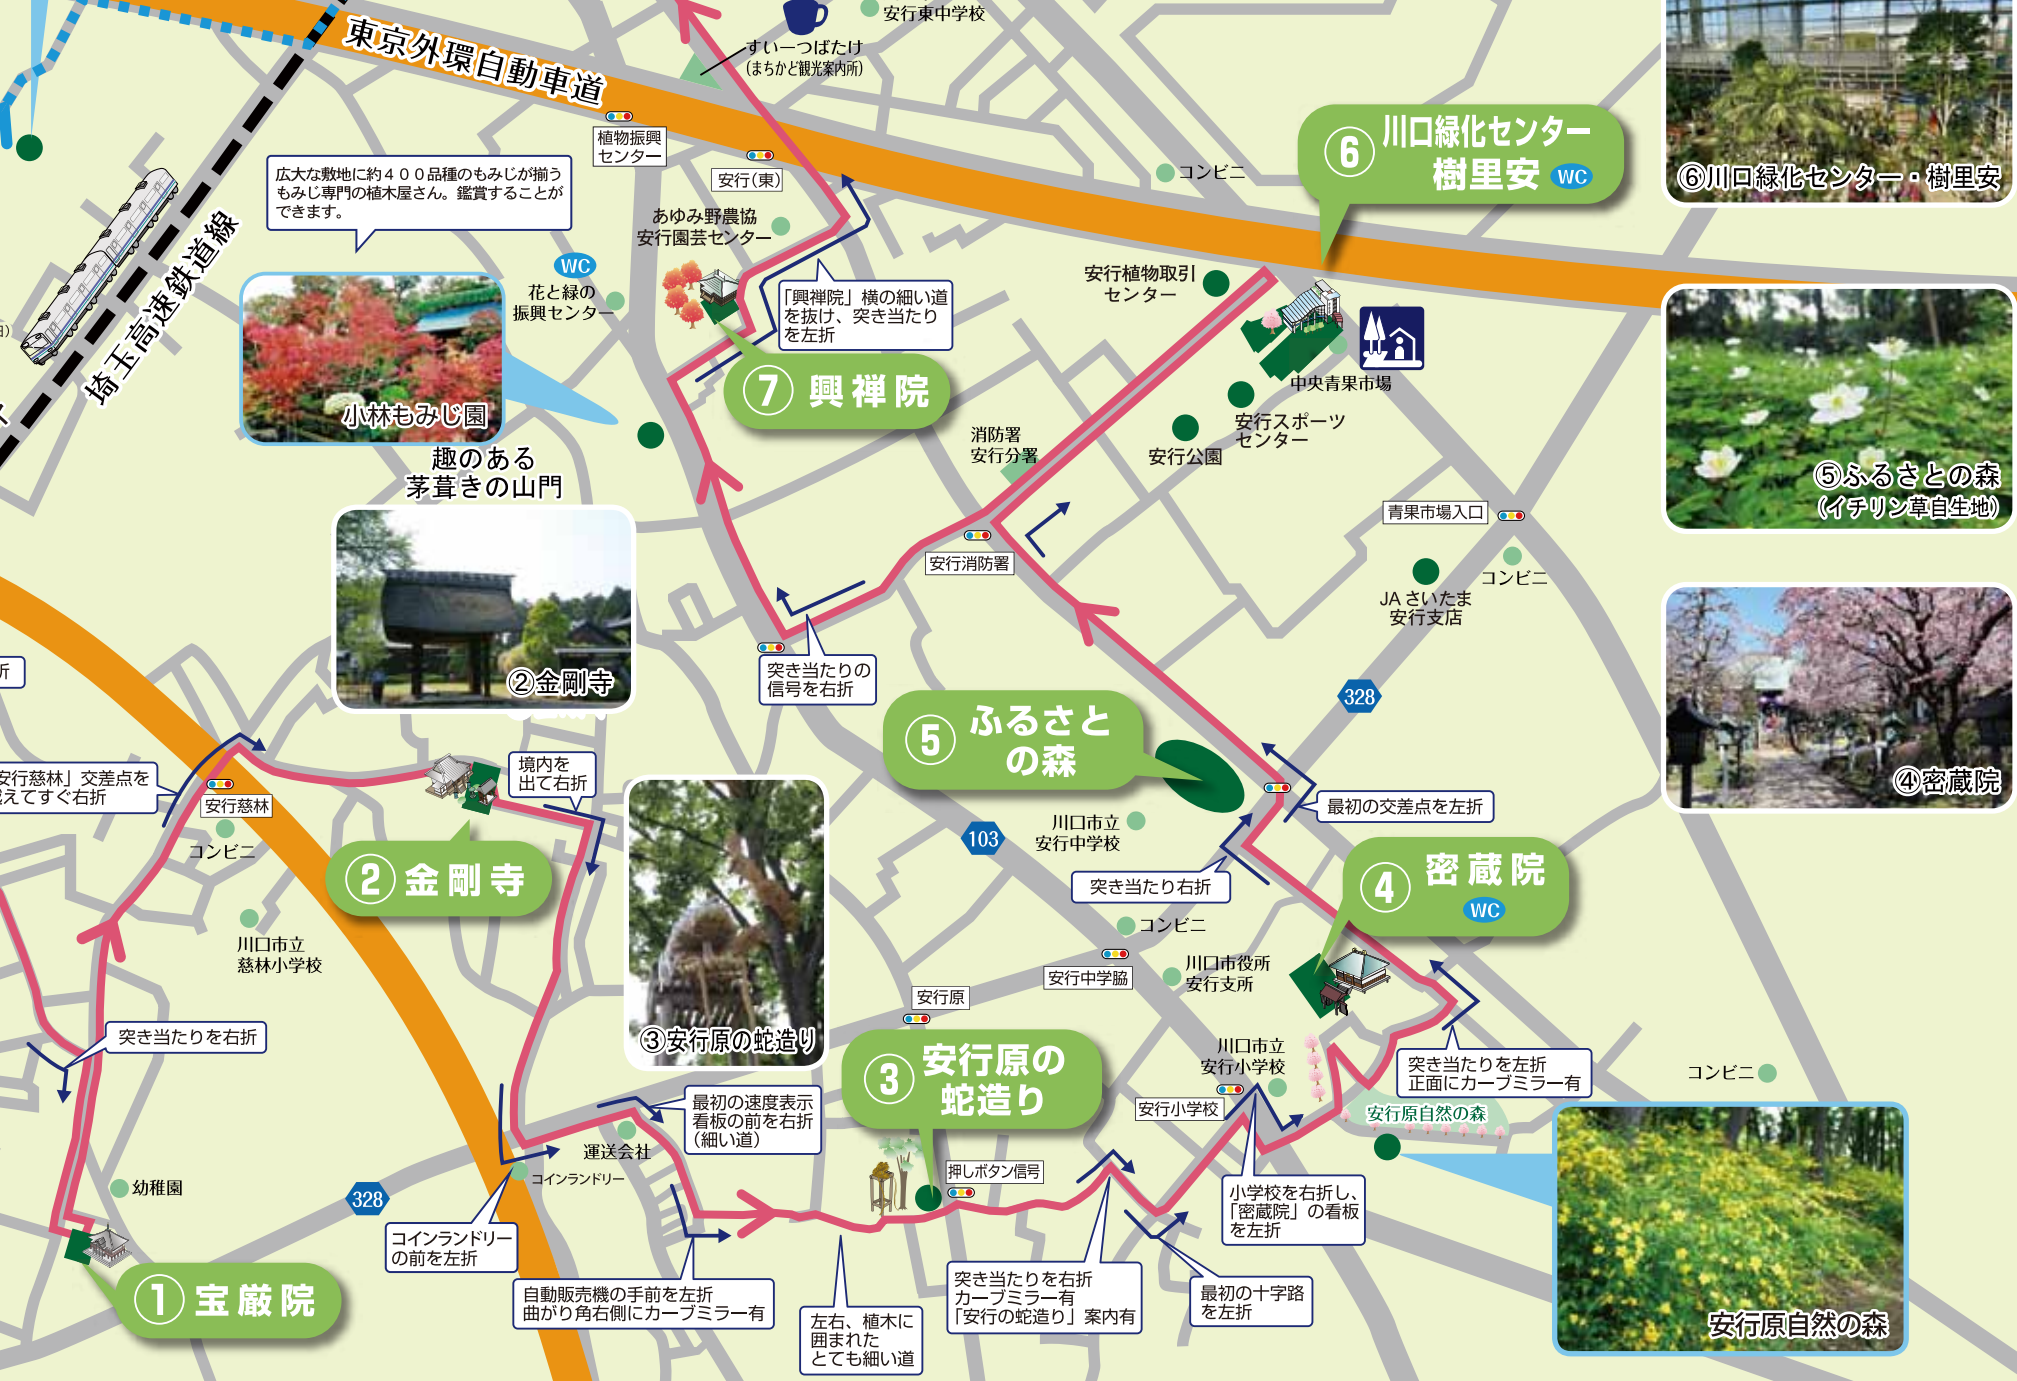 東京外環自動車道
安行東中学校
すいーつばたけ
(まちかど観光案内所)
植物振興
センター
安行(東)
コンビニ
⑥
川口緑化センター
樹里安
WC
⑥川口緑化センター・樹里安
広大な敷地に約４００品種のもみじが揃う
もみじ専門の植木屋さん。鑑賞することが
できます。
埼玉高速鉄道線
小林もみじ園
WC
花と緑の
振興センター
あゆみ野農協
安行園芸センター
「興禅院」横の細い道
を抜け、突き当たり
を左折
⑦
興禅院
安行植物取引
センター
中央青果市場
安行スポーツ
センター
安行公園
消防署
安行分署
安行消防署
青果市場入口
コンビニ
JA さいたま
安行支店
⑤ふるさとの森
(イチリン草自生地)
趣のある
茅葺きの山門
②金剛寺
折
突き当たりの
信号を右折
328
⑤
ふるさと
の森
④密蔵院
安行慈林」交差点を
えてすぐ右折
安行慈林
コンビニ
境内を
出て右折
②
金剛寺
川口市立
慈林小学校
③安行原の蛇造り
103
川口市立
安行中学校
最初の交差点を左折
突き当たり右折
④
密蔵院
WC
コンビニ
安行中学脇
川口市役所
安行支所
安行原
③
安行原の
蛇造り
突き当たりを右折
川口市立
安行小学校
安行小学校
突き当たりを左折
正面にカーブミラー有
コンビニ
安行原自然の森
最初の速度表示
看板の前を右折
（細い道）
運送会社
コインランドリー
押しボタン信号
幼稚園
328
コインランドリー
の前を左折
小学校を右折し、
「密蔵院」の看板
を左折
①
宝厳院
自動販売機の手前を左折
曲がり角右側にカーブミラー有
左右、植木に
囲まれた
とても細い道
突き当たりを右折
カーブミラー有
「安行の蛇造り」案内有
最初の十字路
を左折
安行原自然の森